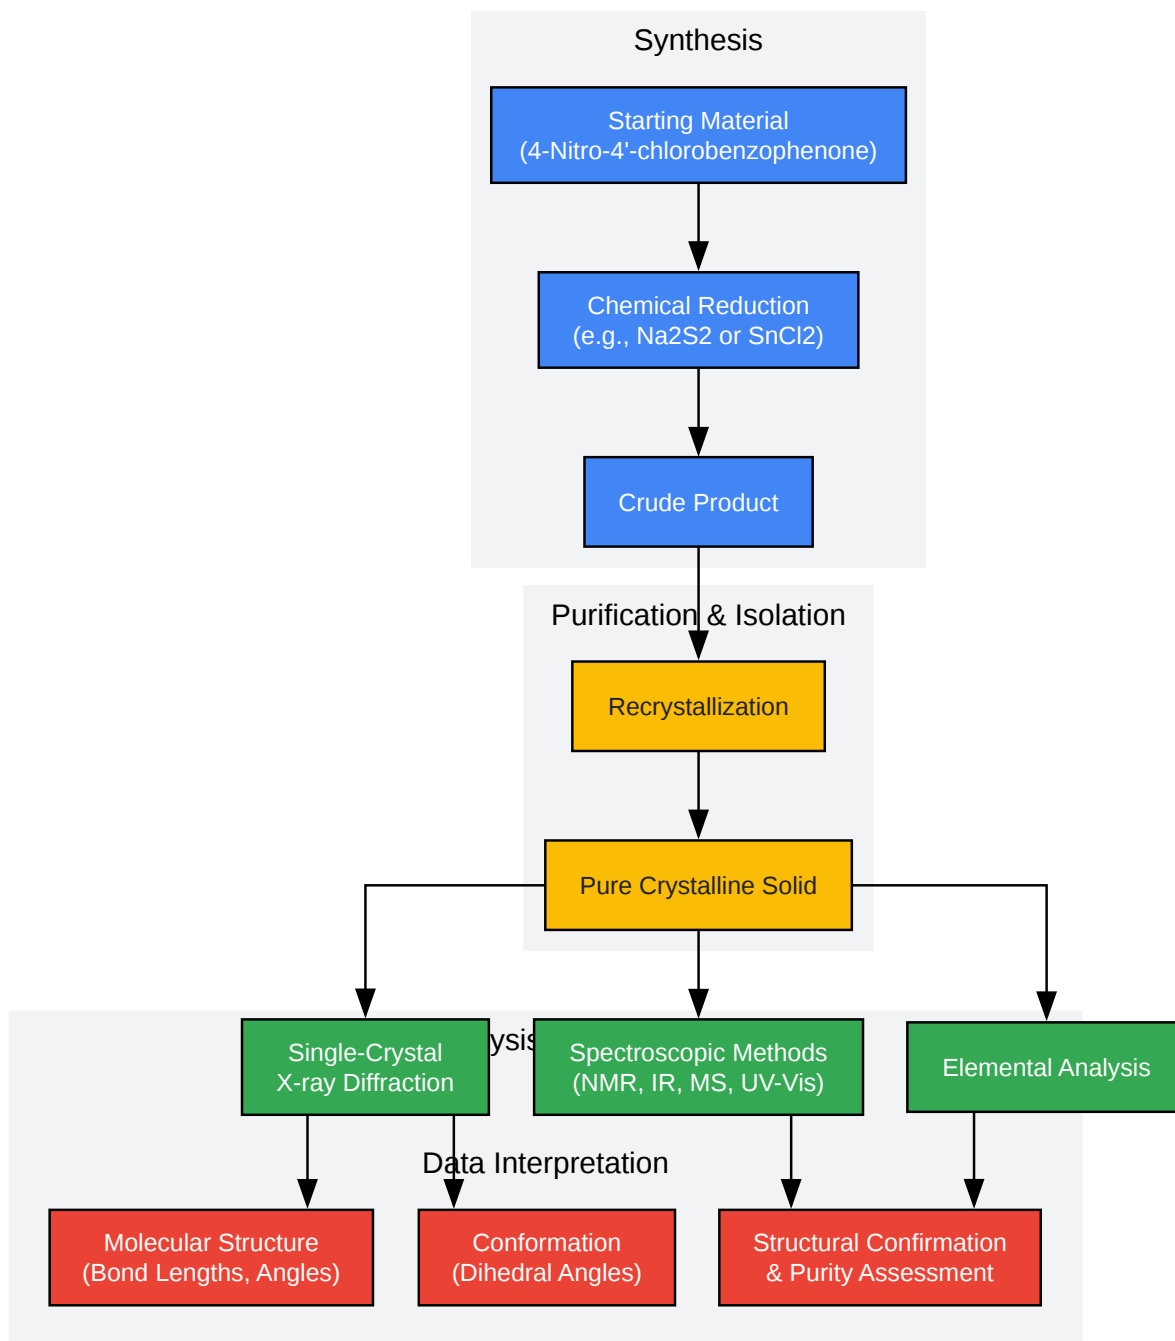 Synthesis
Starting Material
(4-Nitro-4'-chlorobenzophenone)
Chemical Reduction
(e.g., Na2S2 or SnCl2)
Crude Product
Purification & Isolation
Recrystallization
Pure Crystalline Solid
Single-Crystal
X-ray Diffraction
Spectroscopic Methods
(NMR, IR, MS, UV-Vis)
Elemental Analysis
Data Interpretation
Molecular Structure
(Bond Lengths, Angles)
Conformation
(Dihedral Angles)
Structural Confirmation
& Purity Assessment